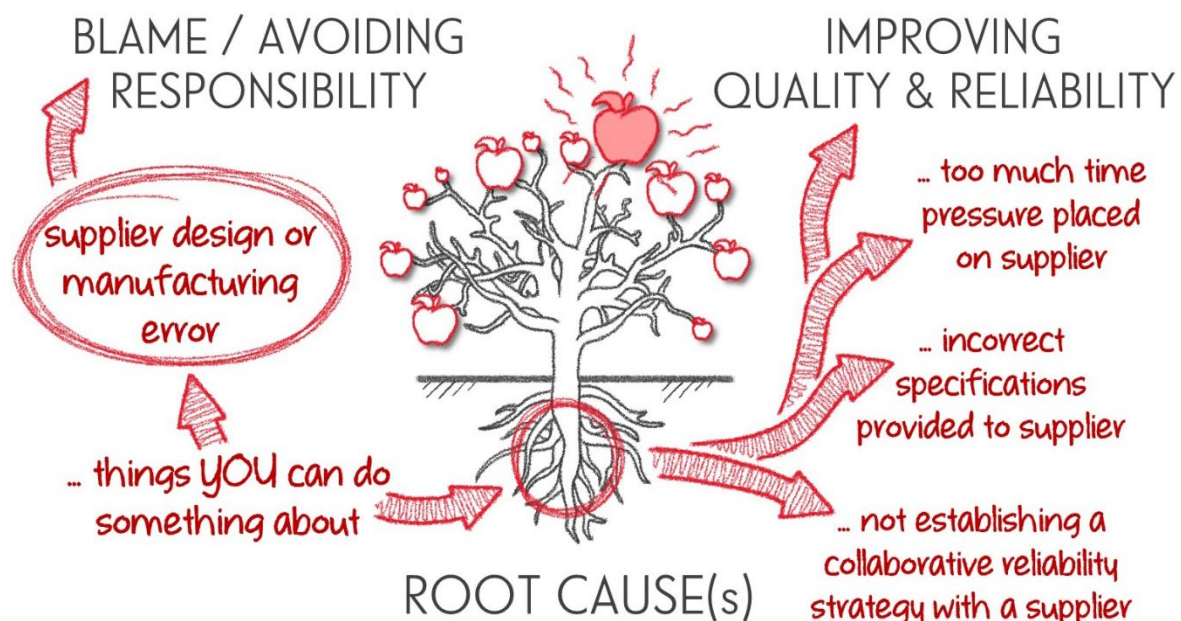 BLAME / AVOIDING
RESPONSIBILITY
supplier design or
manufacturing
error
... things YOU can do
something about
ROOT CAUSE(s)
IMPROVING
QUALITY & RELIABILITY
... too much time
pressure placed
on supplier
... incorrect
specifications
provided to supplier
... not establishing a
collaborative reliability
strategy with a supplier